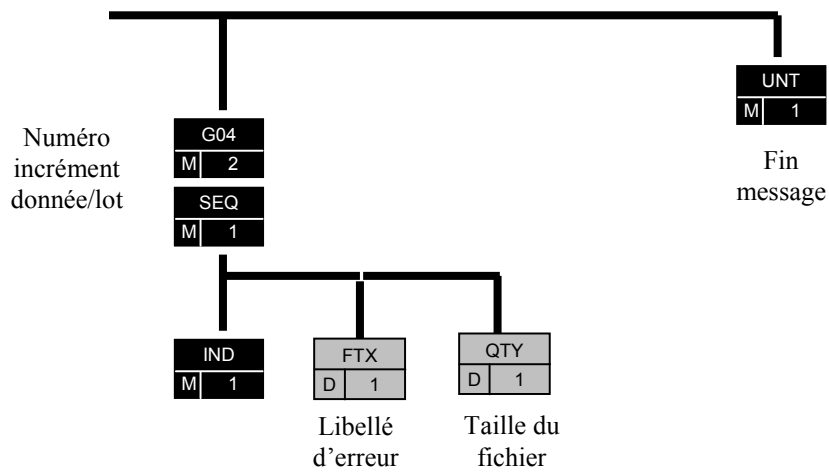 UNT
M 1
Fin
message
Numéro
incrément
donnée/lot
G04
M 2
SEQ
M 1
IND
M 1
FTX
D 1
Libellé
d’erreur
QTY
D 1
Taille du
fichier